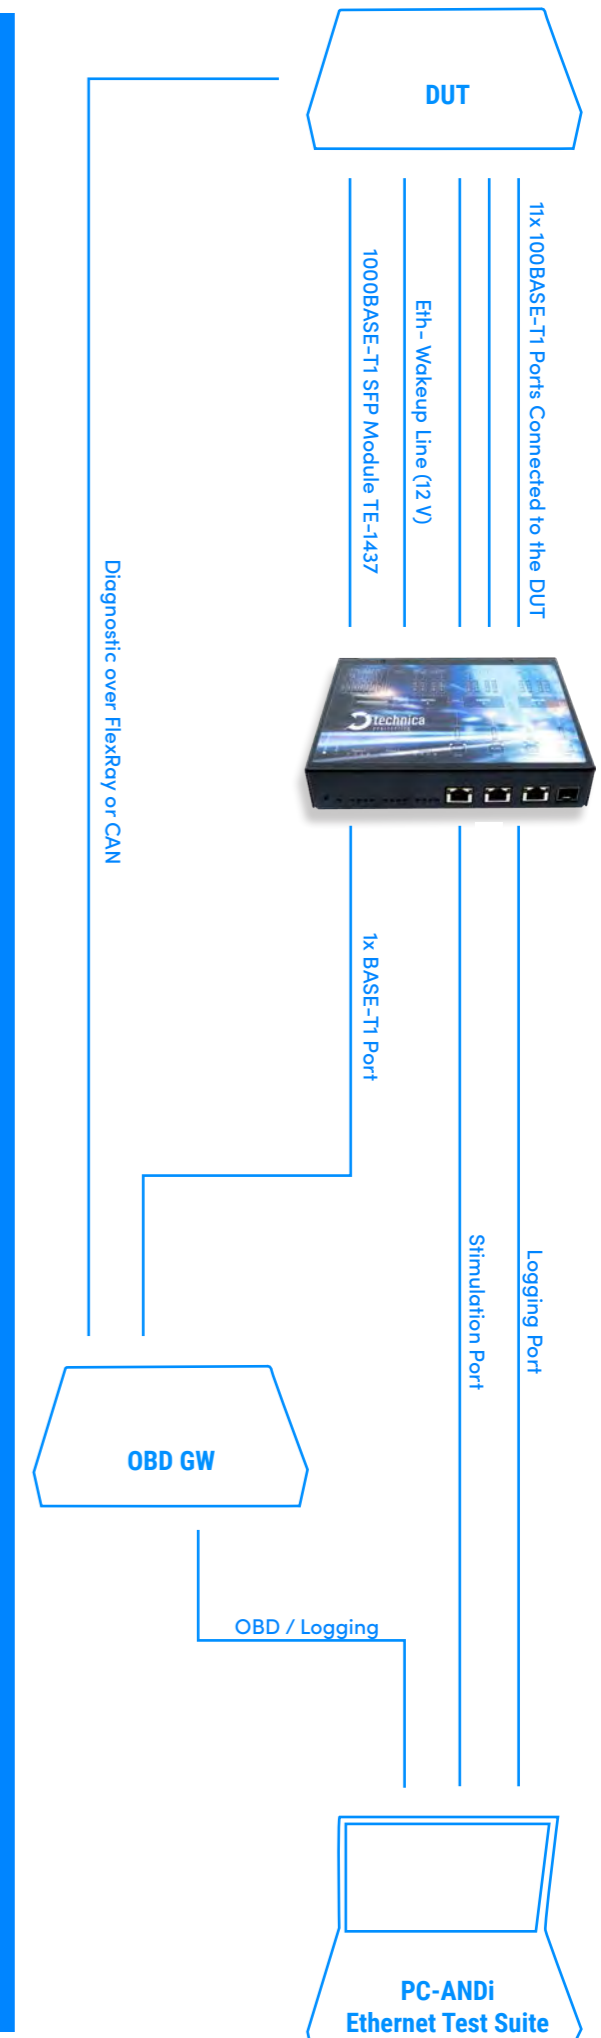 DUT
11x 100BASE-T1 Ports Connected to the DUT
Eth- Wakeup Line (12 V)
1000BASE-T1 SFP Module TE-1437
Diagnostic over FlexRay or CAN
technica
1x BASE-T1 Port
Stimulation Port
Logging Port
OBD GW
OBD / Logging
PC-ANDi
Ethernet Test Suite